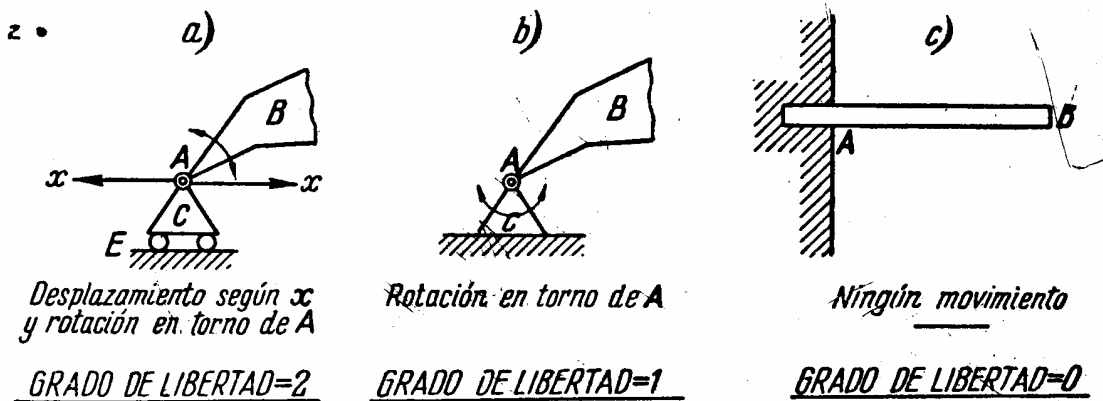 2 •
a)
b)
c)
B
A
x
x
C
E
Desplazamiento según x
y rotación en torno de A
GRADO DE LIBERTAD=2
B
A
C
Rotación en torno de A
GRADO DE LIBERTAD=1
B
A
Ningún movimiento
GRADO DE LIBERTAD=0